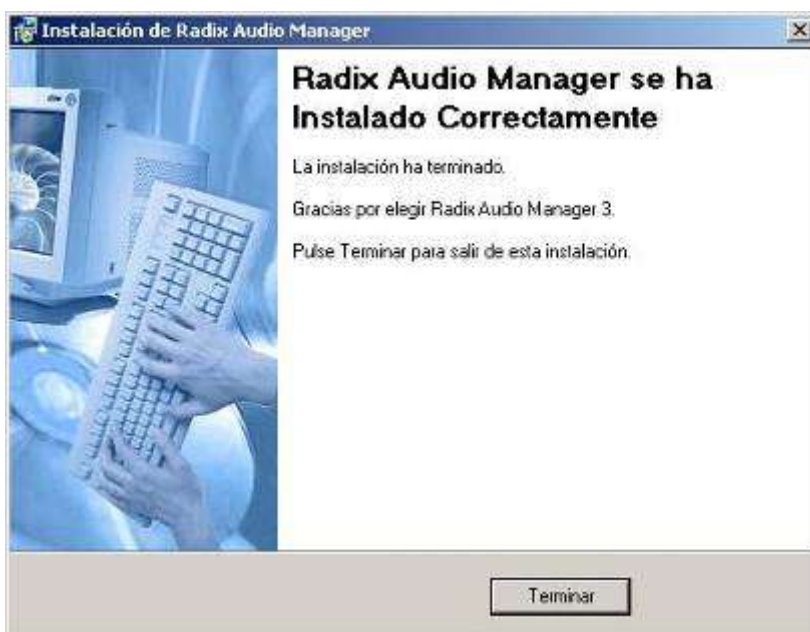 Instalación de Radix Audio Manager
Radix Audio Manager se ha
Instalado Correctamente
La instalación ha terminado.
Gracias por elegir Radix Audio Manager 3.
Pulse Terminar para salir de esta instalación.
Terminar